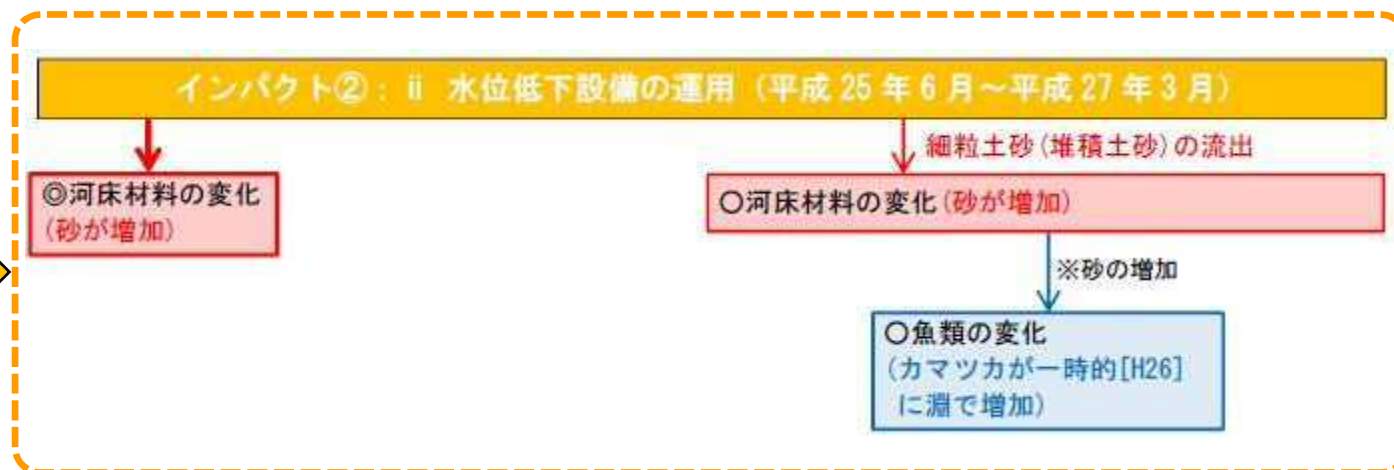 インパクト②：ⅱ 水位低下設備の運用（平成25年6月～平成27年3月）
細粒土砂（堆積土砂）の流出
◎河床材料の変化
（砂が増加）
〇河床材料の変化（砂が増加）
※砂の増加
〇魚類の変化
（カマツカが一時的[H26]
に淵で増加）